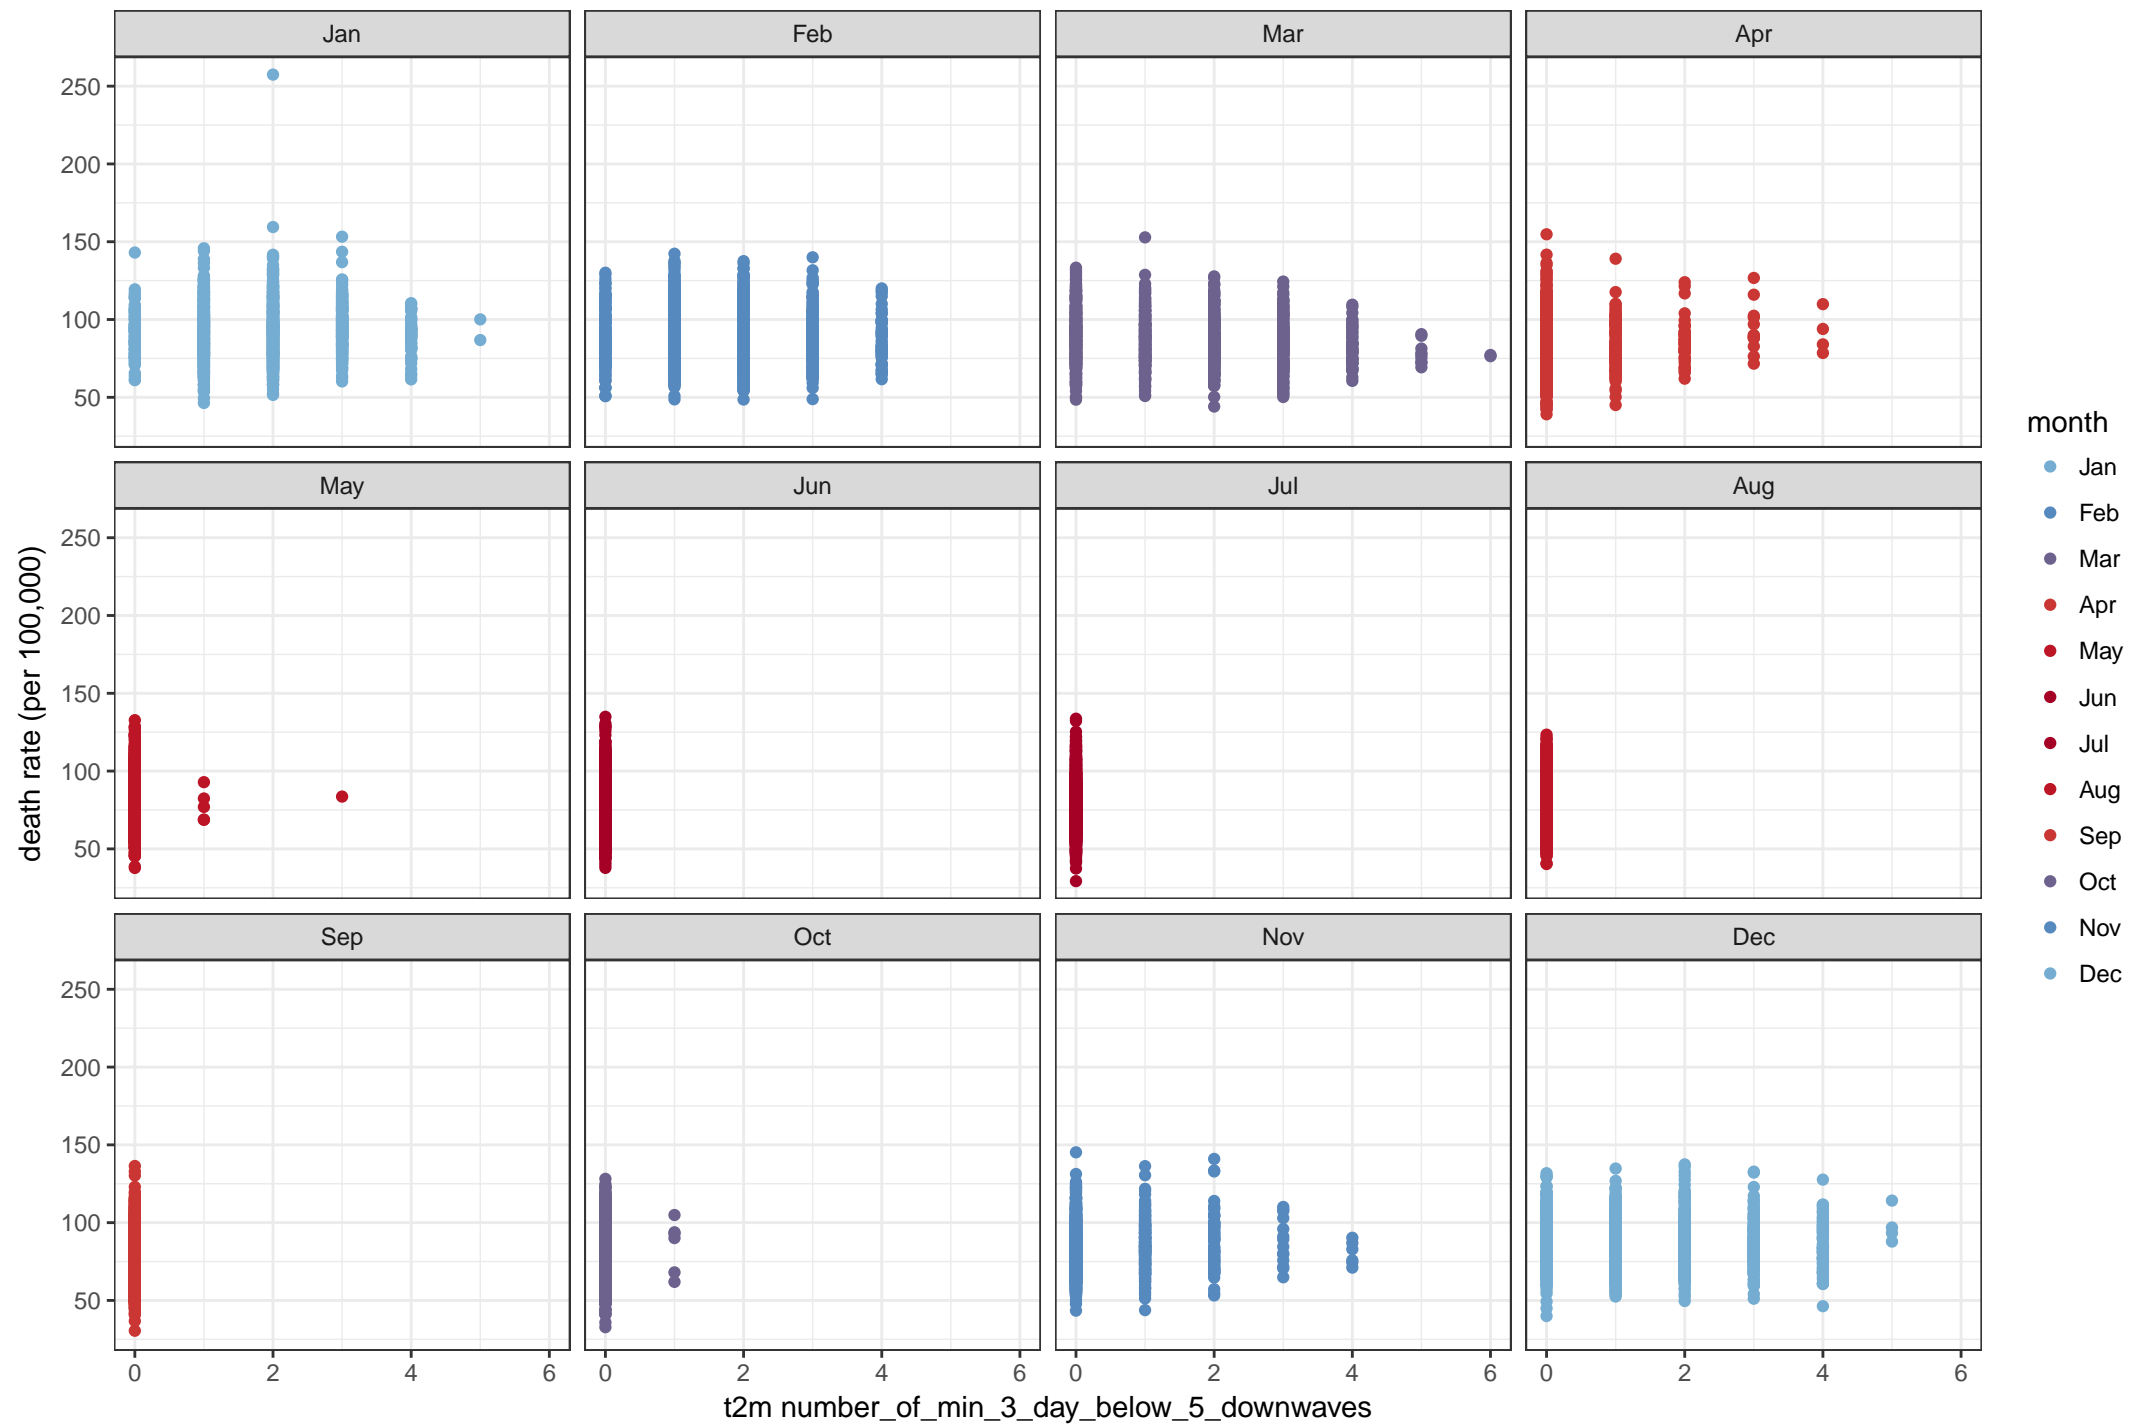 Jan Feb Mar Apr
250
200
150
100
50
May Jun Jul Aug
250
200
150
100
50
Sep Oct Nov Dec
250
200
150
100
50
0 2 4 6 0 2 4 6 0 2 4 6 0 2 4 6
t2m number_of_min_3_day_below_5_downwaves
death rate (per 100,000)
month
Jan
Feb
Mar
Apr
May
Jun
Jul
Aug
Sep
Oct
Nov
Dec